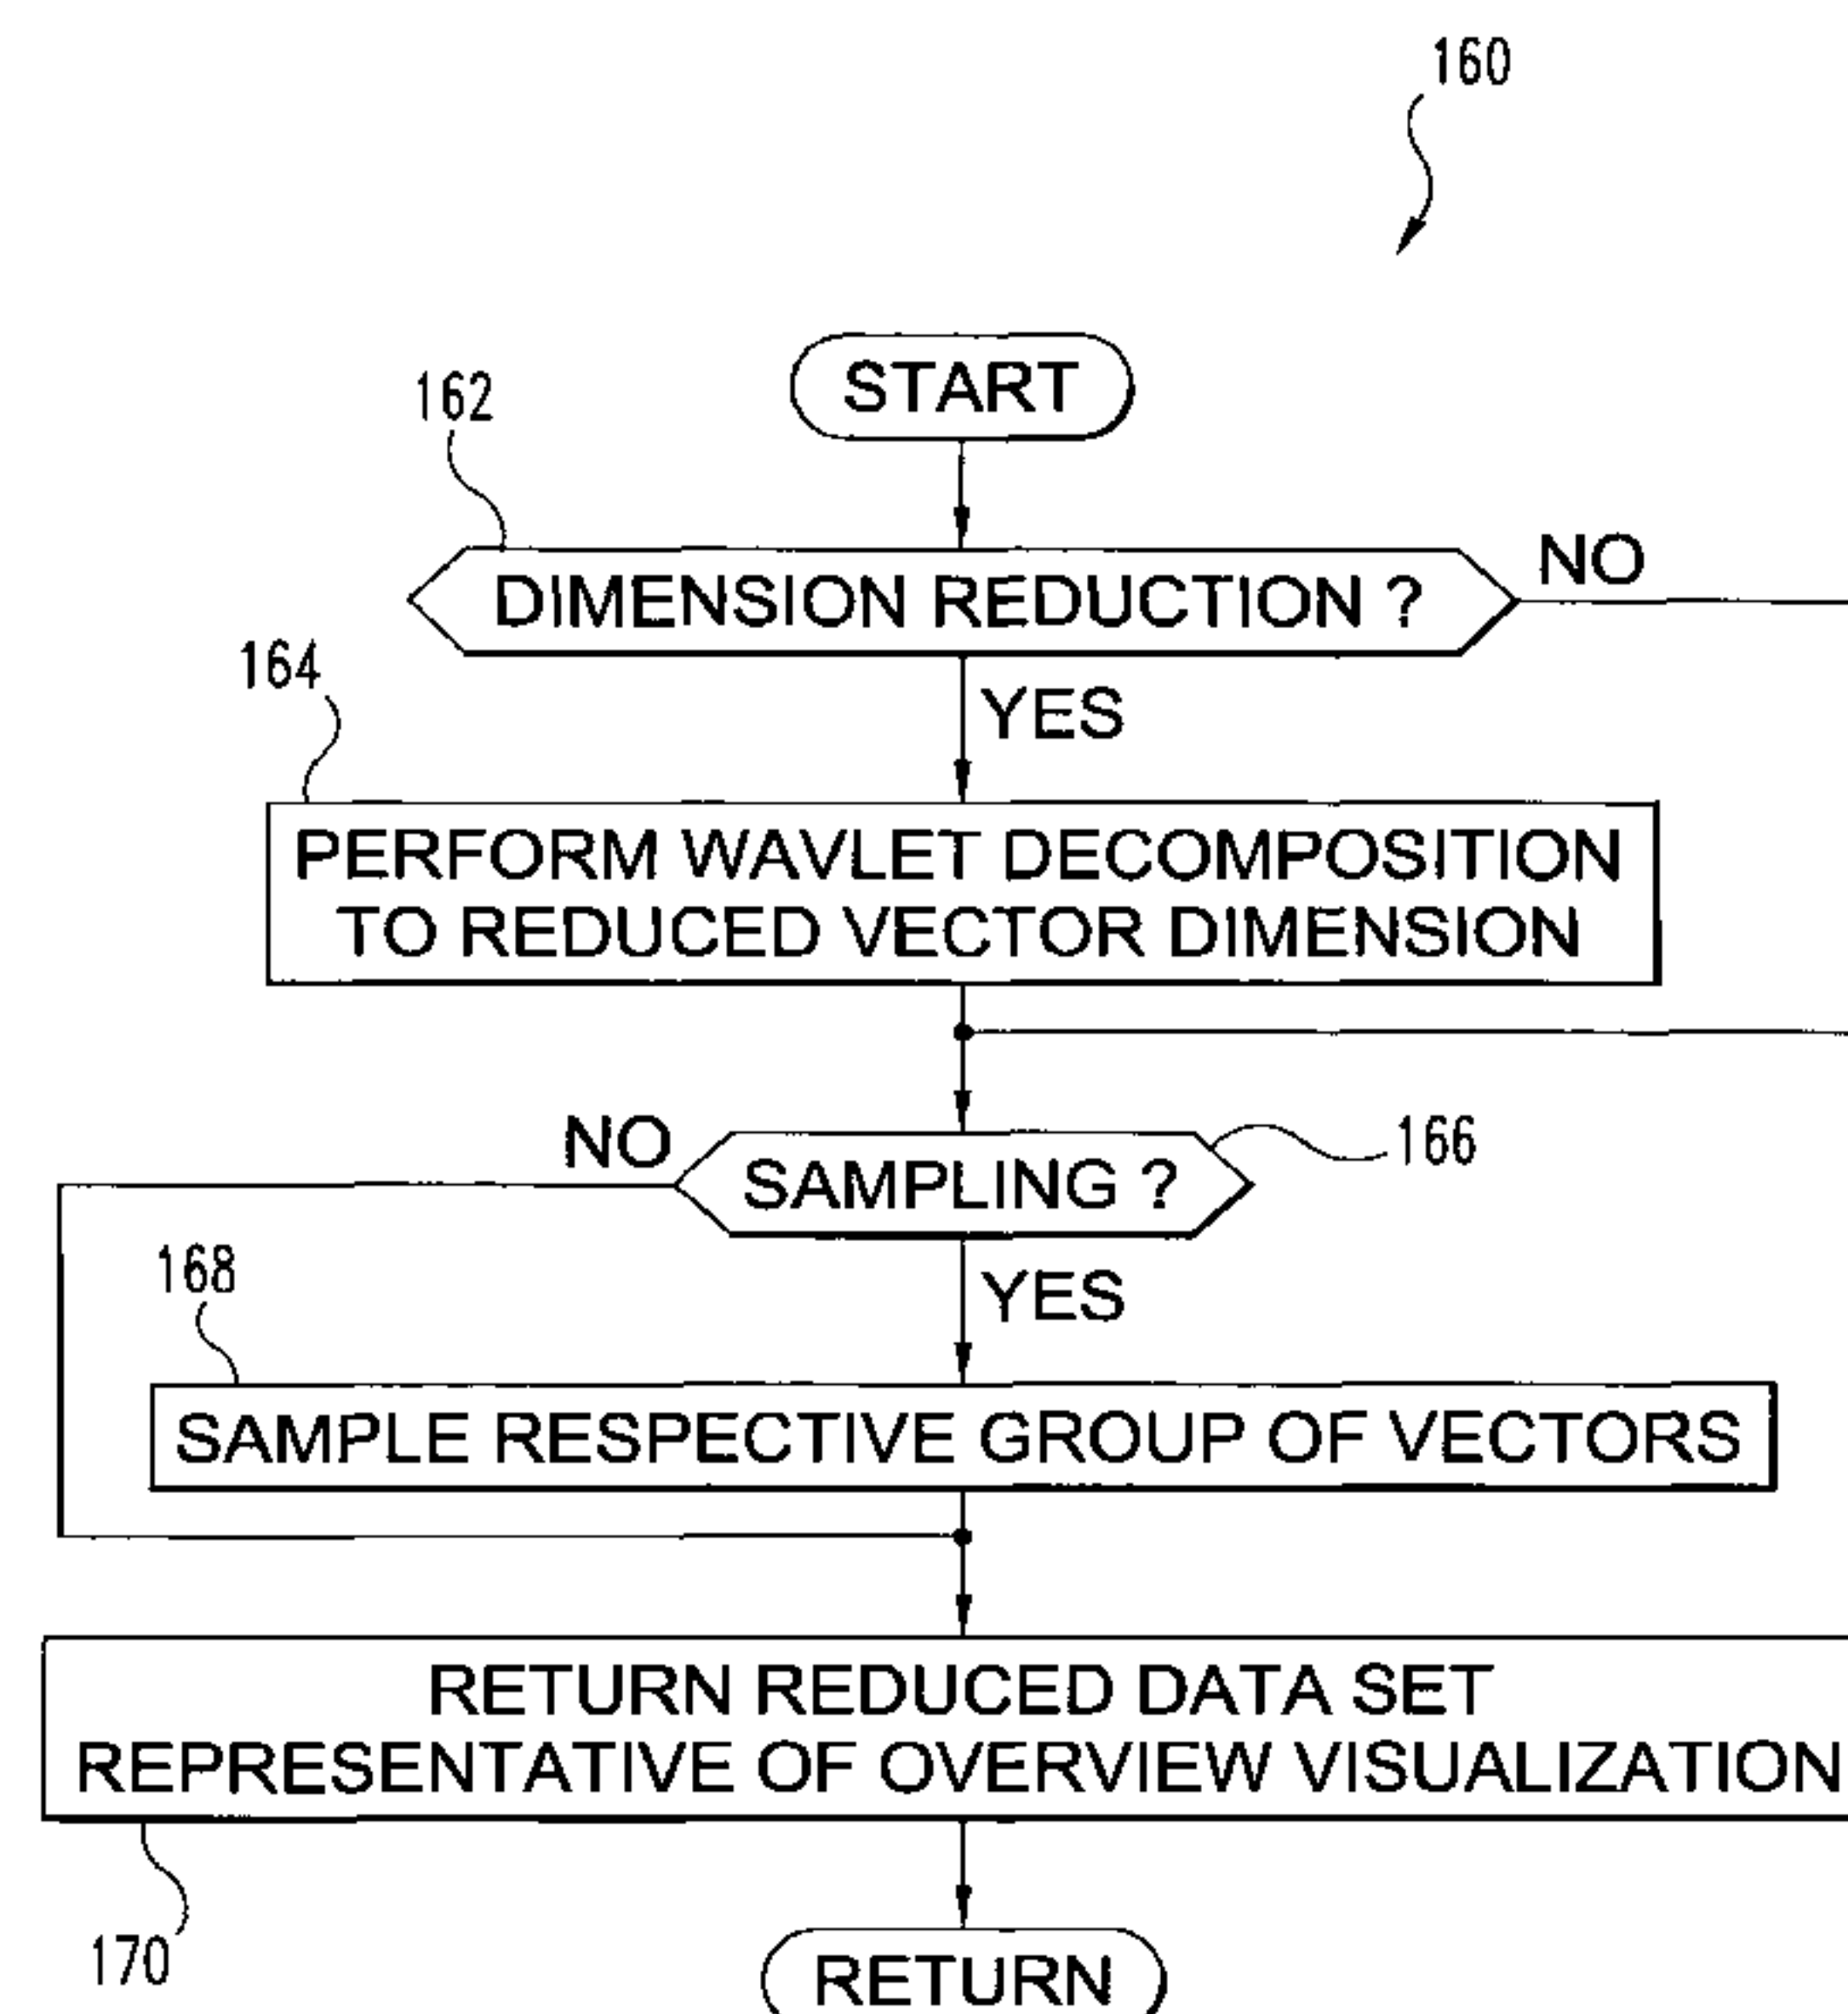 160
START
162
DIMENSION REDUCTION ?
NO
164
YES
PERFORM WAVLET DECOMPOSITION
TO REDUCED VECTOR DIMENSION
NO
SAMPLING ?
166
168
YES
SAMPLE RESPECTIVE GROUP OF VECTORS
RETURN REDUCED DATA SET
REPRESENTATIVE OF OVERVIEW VISUALIZATION
170
RETURN